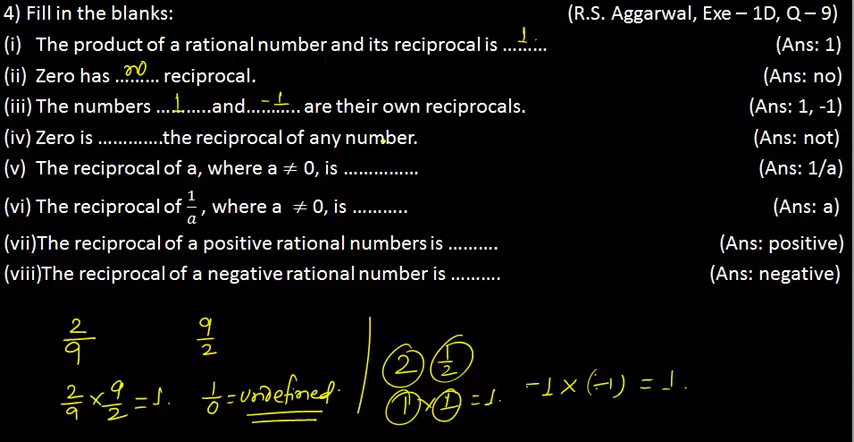 4) Fill in the blanks: (R.S. Aggarwal, Exe – 1D, Q – 9)
(i) The product of a rational number and its reciprocal is ...1...... (Ans: 1)
(ii) Zero has ...no...... reciprocal. (Ans: no)
(iii) The numbers ...1........and...-1........ are their own reciprocals. (Ans: 1, -1)
(iv) Zero is .............the reciprocal of any number. (Ans: not)
(v) The reciprocal of a, where a ≠ 0, is ............... (Ans: 1/a)
(vi) The reciprocal of 1/a , where a ≠ 0, is ........... (Ans: a)
(vii)The reciprocal of a positive rational numbers is .......... (Ans: positive)
(viii)The reciprocal of a negative rational number is .......... (Ans: negative)
2/9 9/2 2 1/2
2/9 × 9/2 = 1. 1/0 = undefined. 1 × 1 = 1. -1 × (-1) = 1.